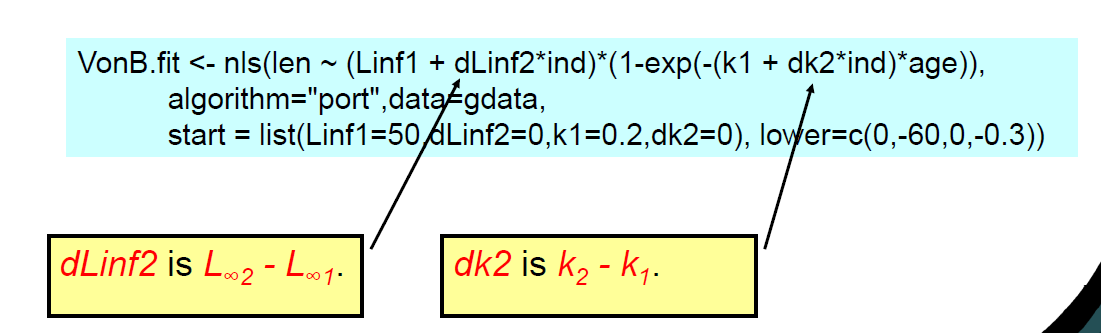 VonB.fit <- nls(len ~ (Linf1 + dLinf2*ind)*(1-exp(-(k1 + dk2*ind)*age)),
algorithm="port",data=gdata,
start = list(Linf1=50,dLinf2=0,k1=0.2,dk2=0), lower=c(0,-60,0,-0.3))
dLinf2 is L∞2 - L∞1.
dk2 is k2 - k1.